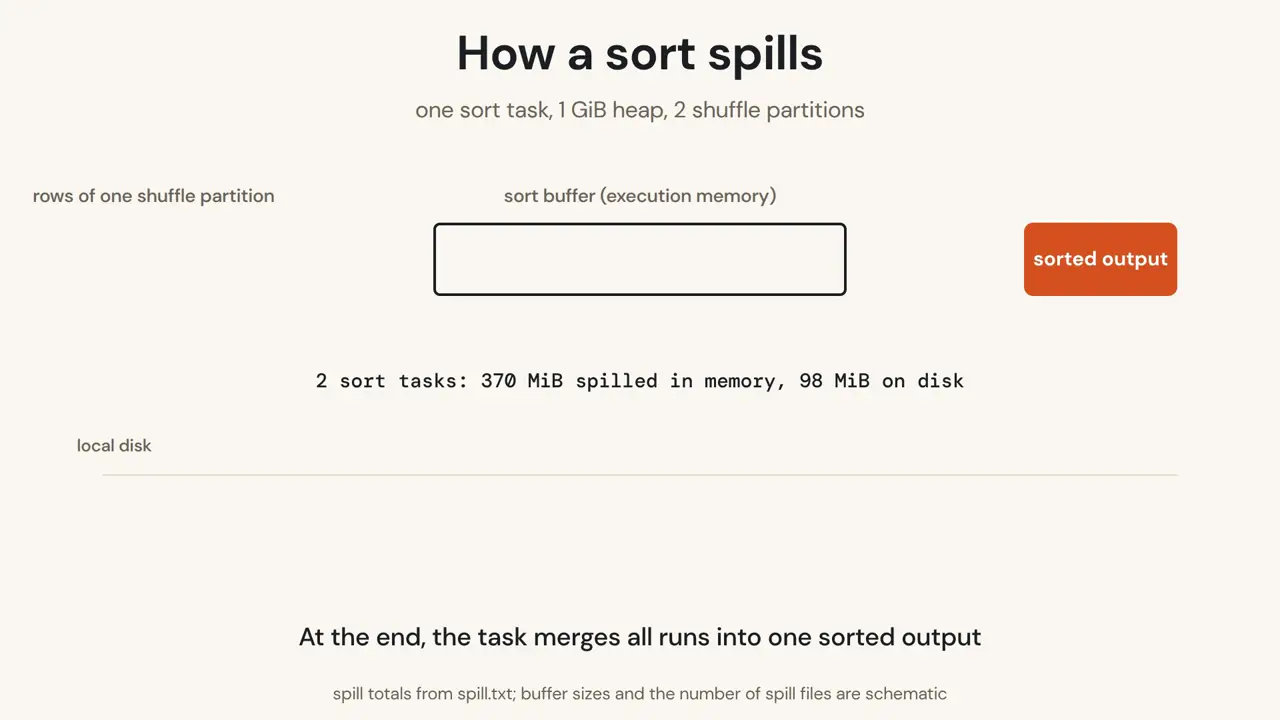 How a sort spills
one sort task, 1 GiB heap, 2 shuffle partitions
rows of one shuffle partition
sort buffer (execution memory)
sorted output
2 sort tasks: 370 MiB spilled in memory, 98 MiB on disk
local disk
At the end, the task merges all runs into one sorted output
spill totals from spill.txt; buffer sizes and the number of spill files are schematic